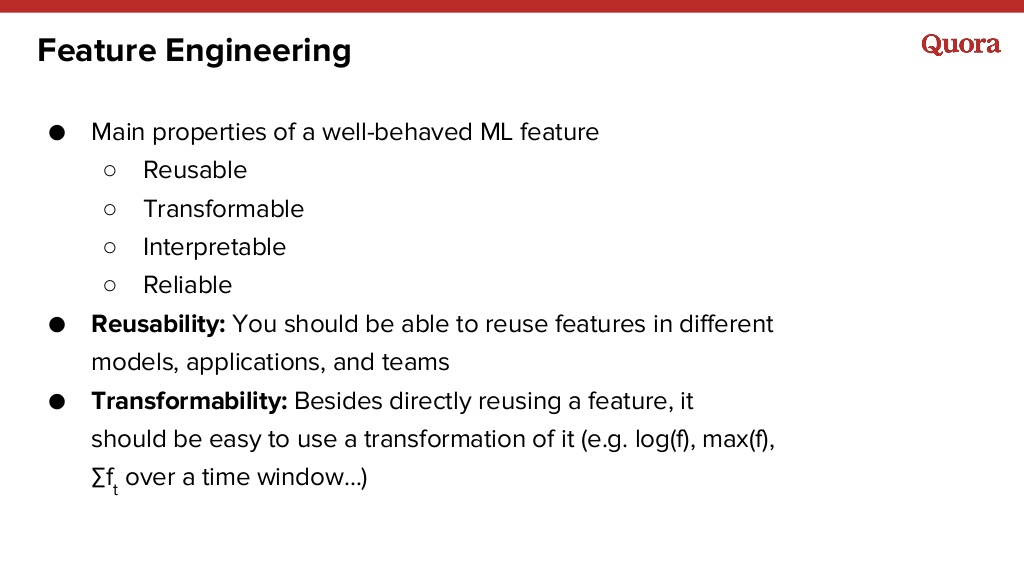 Feature Engineering
Quora
● Main properties of a well-behaved ML feature
○ Reusable
○ Transformable
○ Interpretable
○ Reliable
● Reusability: You should be able to reuse features in different
models, applications, and teams
● Transformability: Besides directly reusing a feature, it
should be easy to use a transformation of it (e.g. log(f), max(f),
∑fₜ over a time window…)